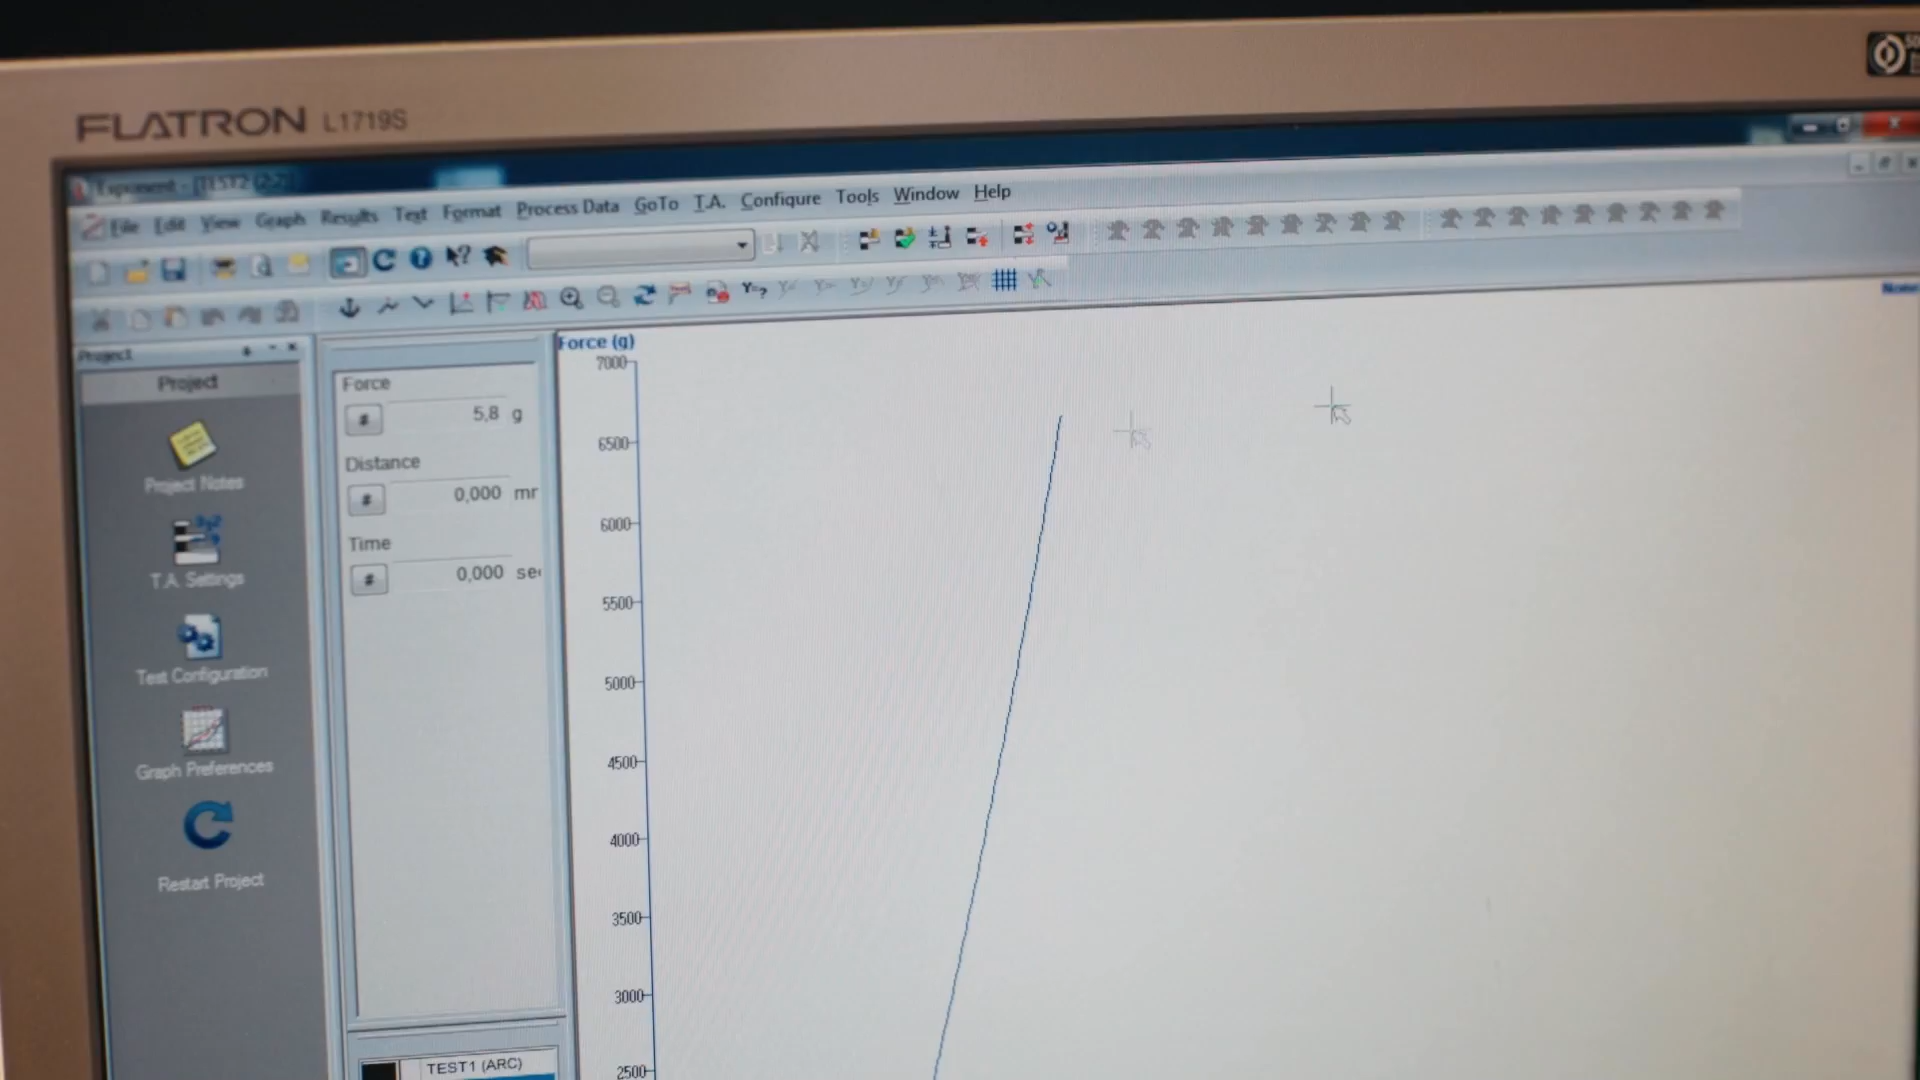 FLATRON L1719S
Exponent - [TEST2
File Edit View Graph Results Text Format Process Data GoTo T.A. Configure Tools Window Help
Project
Project
Project Notes
T.A. Settings
Test Configuration
Graph Preferences
Restart Project
Force
# 5,8 g
Distance
# 0,000 mr
Time
# 0,000 se
TEST1 (ARC)
Force (g)
7000
6500
6000
5500
5000
4500
4000
3500
3000
2500